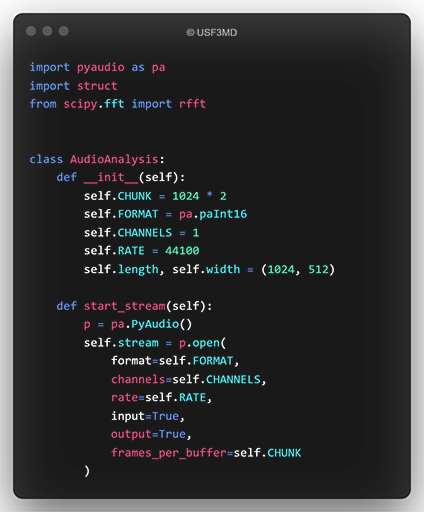 © USF3MD
import pyaudio as pa
import struct
from scipy.fft import rfft
class AudioAnalysis:
    def __init__(self):
        self.CHUNK = 1024 * 2
        self.FORMAT = pa.paInt16
        self.CHANNELS = 1
        self.RATE = 44100
        self.length, self.width = (1024, 512)
    def start_stream(self):
        p = pa.PyAudio()
        self.stream = p.open(
            format=self.FORMAT,
            channels=self.CHANNELS,
            rate=self.RATE,
            input=True,
            output=True,
            frames_per_buffer=self.CHUNK
        )